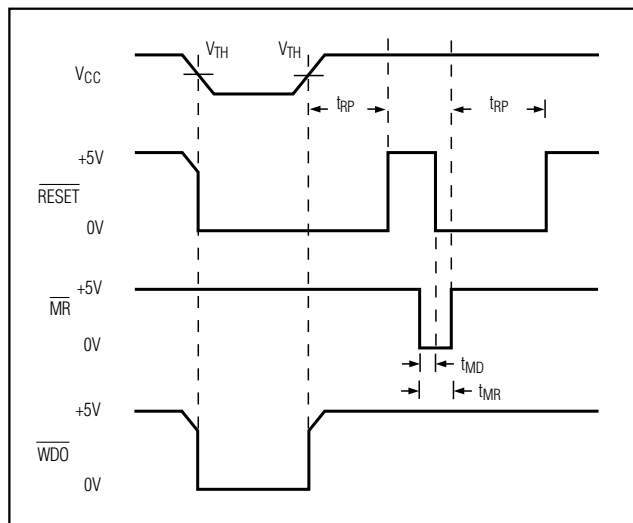 VTH VTH
VCC
tRP tRP
+5V
RESET
0V
+5V
MR
0V
tMD
tMR
+5V
WDO
0V